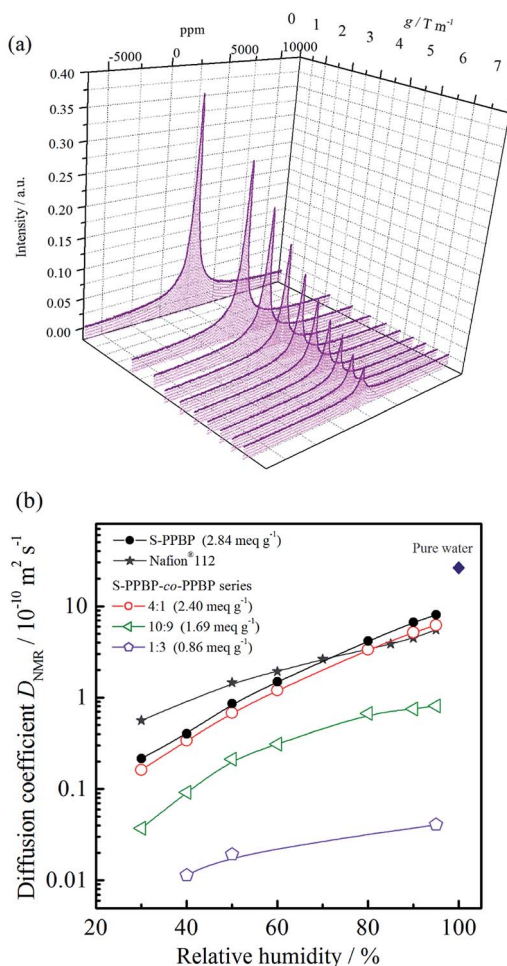 (a)
ppm
-5000
0
5000
10000
g / T m⁻¹
0
1
2
3
4
5
6
7
Intensity / a.u.
0.40
0.35
0.30
0.25
0.20
0.15
0.10
0.05
0.00
(b)
S-PPBP (2.84 meq g⁻¹)
Nafion®112
S-PPBP-co-PPBP series
4:1 (2.40 meq g⁻¹)
10:9 (1.69 meq g⁻¹)
1:3 (0.86 meq g⁻¹)
Pure water
Diffusion coefficient D_NMR / 10⁻¹⁰ m² s⁻¹
10
1
0.1
0.01
20
40
60
80
100
Relative humidity / %